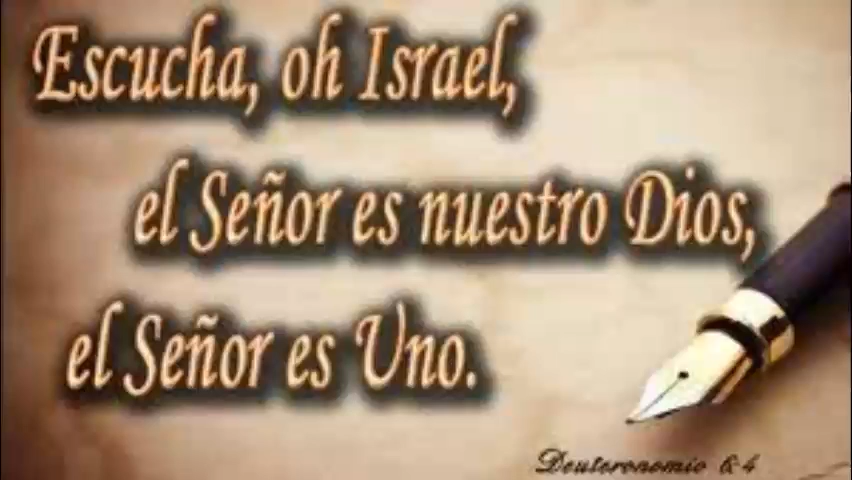 Escucha, oh Israel,
el Señor es nuestro Dios,
el Señor es Uno.
Deuteronomio 6:4